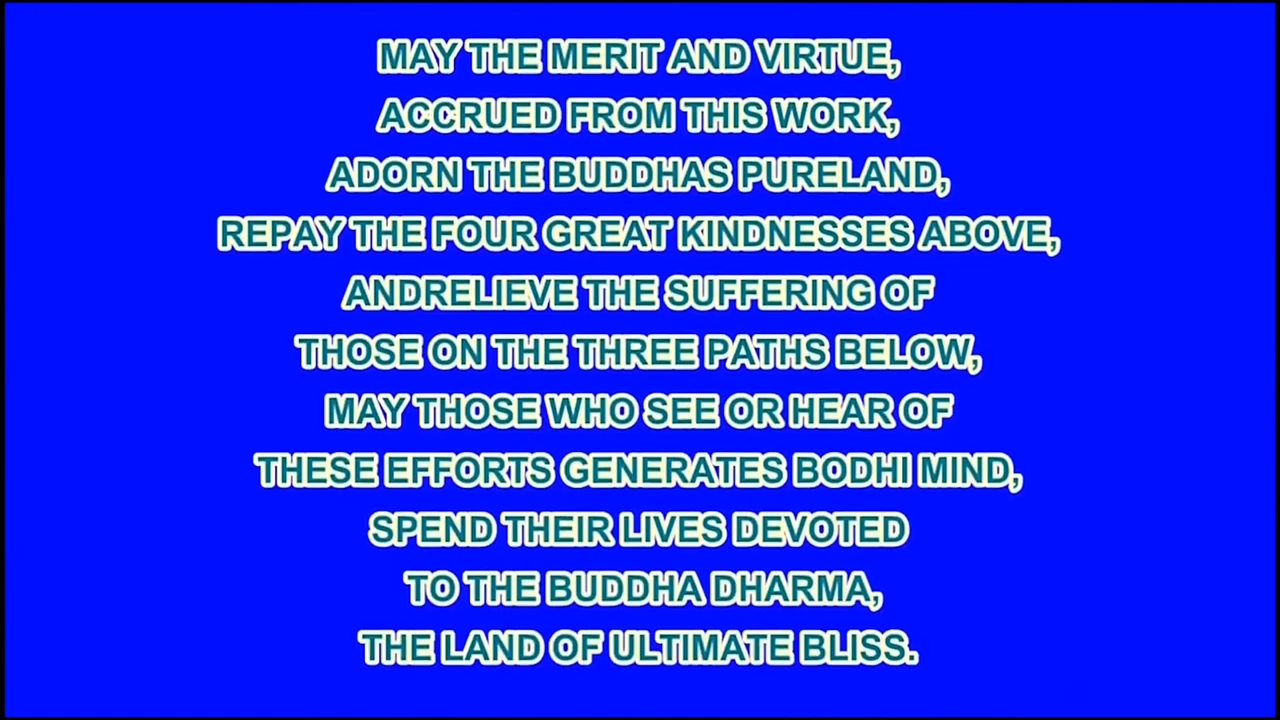 MAY THE MERIT AND VIRTUE,
ACCRUED FROM THIS WORK,
ADORN THE BUDDHAS PURELAND,
REPAY THE FOUR GREAT KINDNESSES ABOVE,
ANDRELIEVE THE SUFFERING OF
THOSE ON THE THREE PATHS BELOW,
MAY THOSE WHO SEE OR HEAR OF
THESE EFFORTS GENERATES BODHI MIND,
SPEND THEIR LIVES DEVOTED
TO THE BUDDHA DHARMA,
THE LAND OF ULTIMATE BLISS.